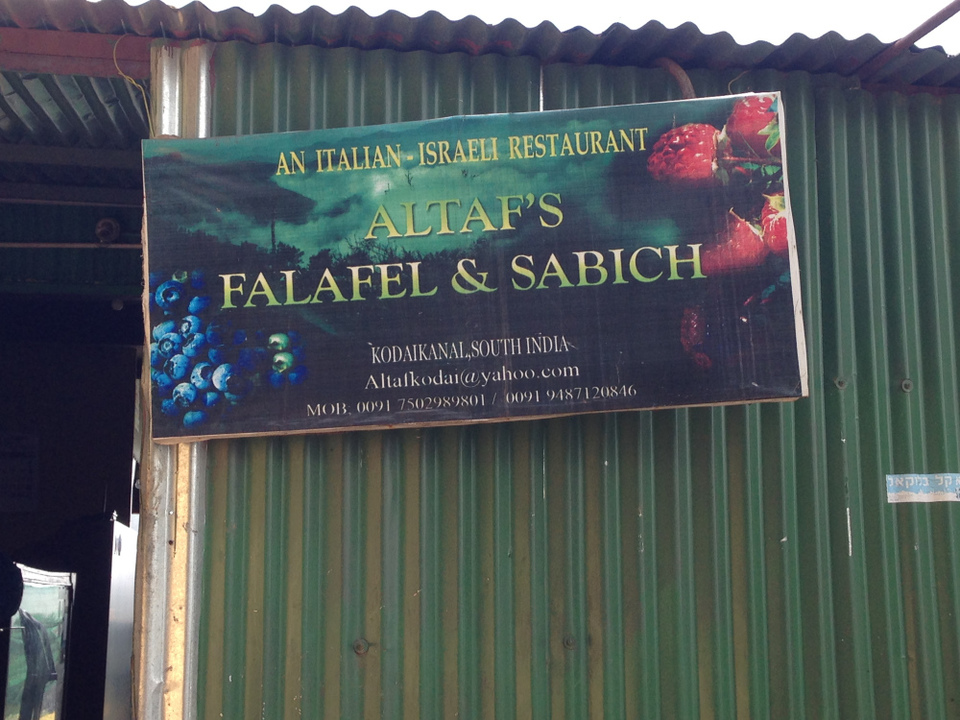 AN ITALIAN - ISRAELI RESTAURANT
ALTAF'S
FALAFEL & SABICH
KODAIKANAL,SOUTH INDIA
Altafkodai@yahoo.com
MOB, 0091 7502989801 / 0091 9487120846